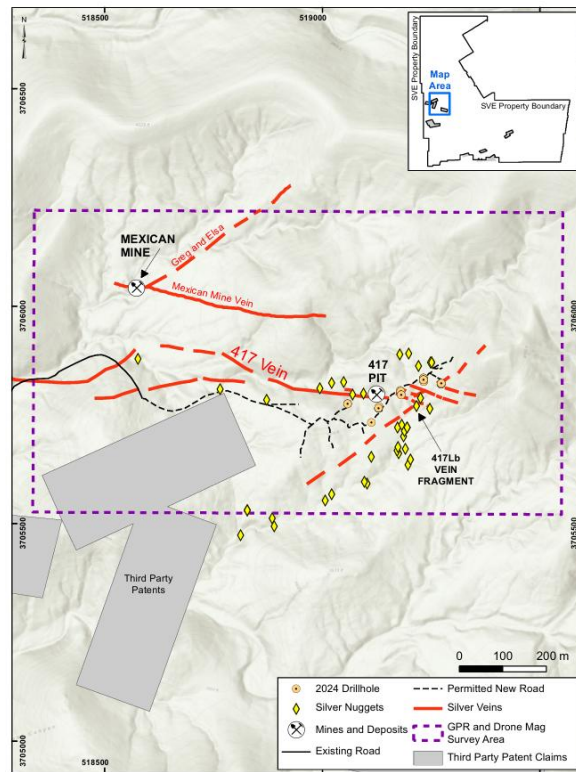 518500
519000
N
3706500
3706500
SVE Property Boundary
Map
Area
SVE Property Boundary
MEXICAN
MINE
Greg and Elsa
Mexican Mine Vein
3706000
3706000
417 Vein
417
PIT
417Lb
VEIN
FRAGMENT
3705500
3705500
Third Party
Patents
0 100 200 m
2024 Drillhole
Silver Nuggets
Mines and Deposits
Existing Road
Permitted New Road
Silver Veins
GPR and Drone Mag
Survey Area
Third Party Patent Claims
3705000
3705000
518500
519000